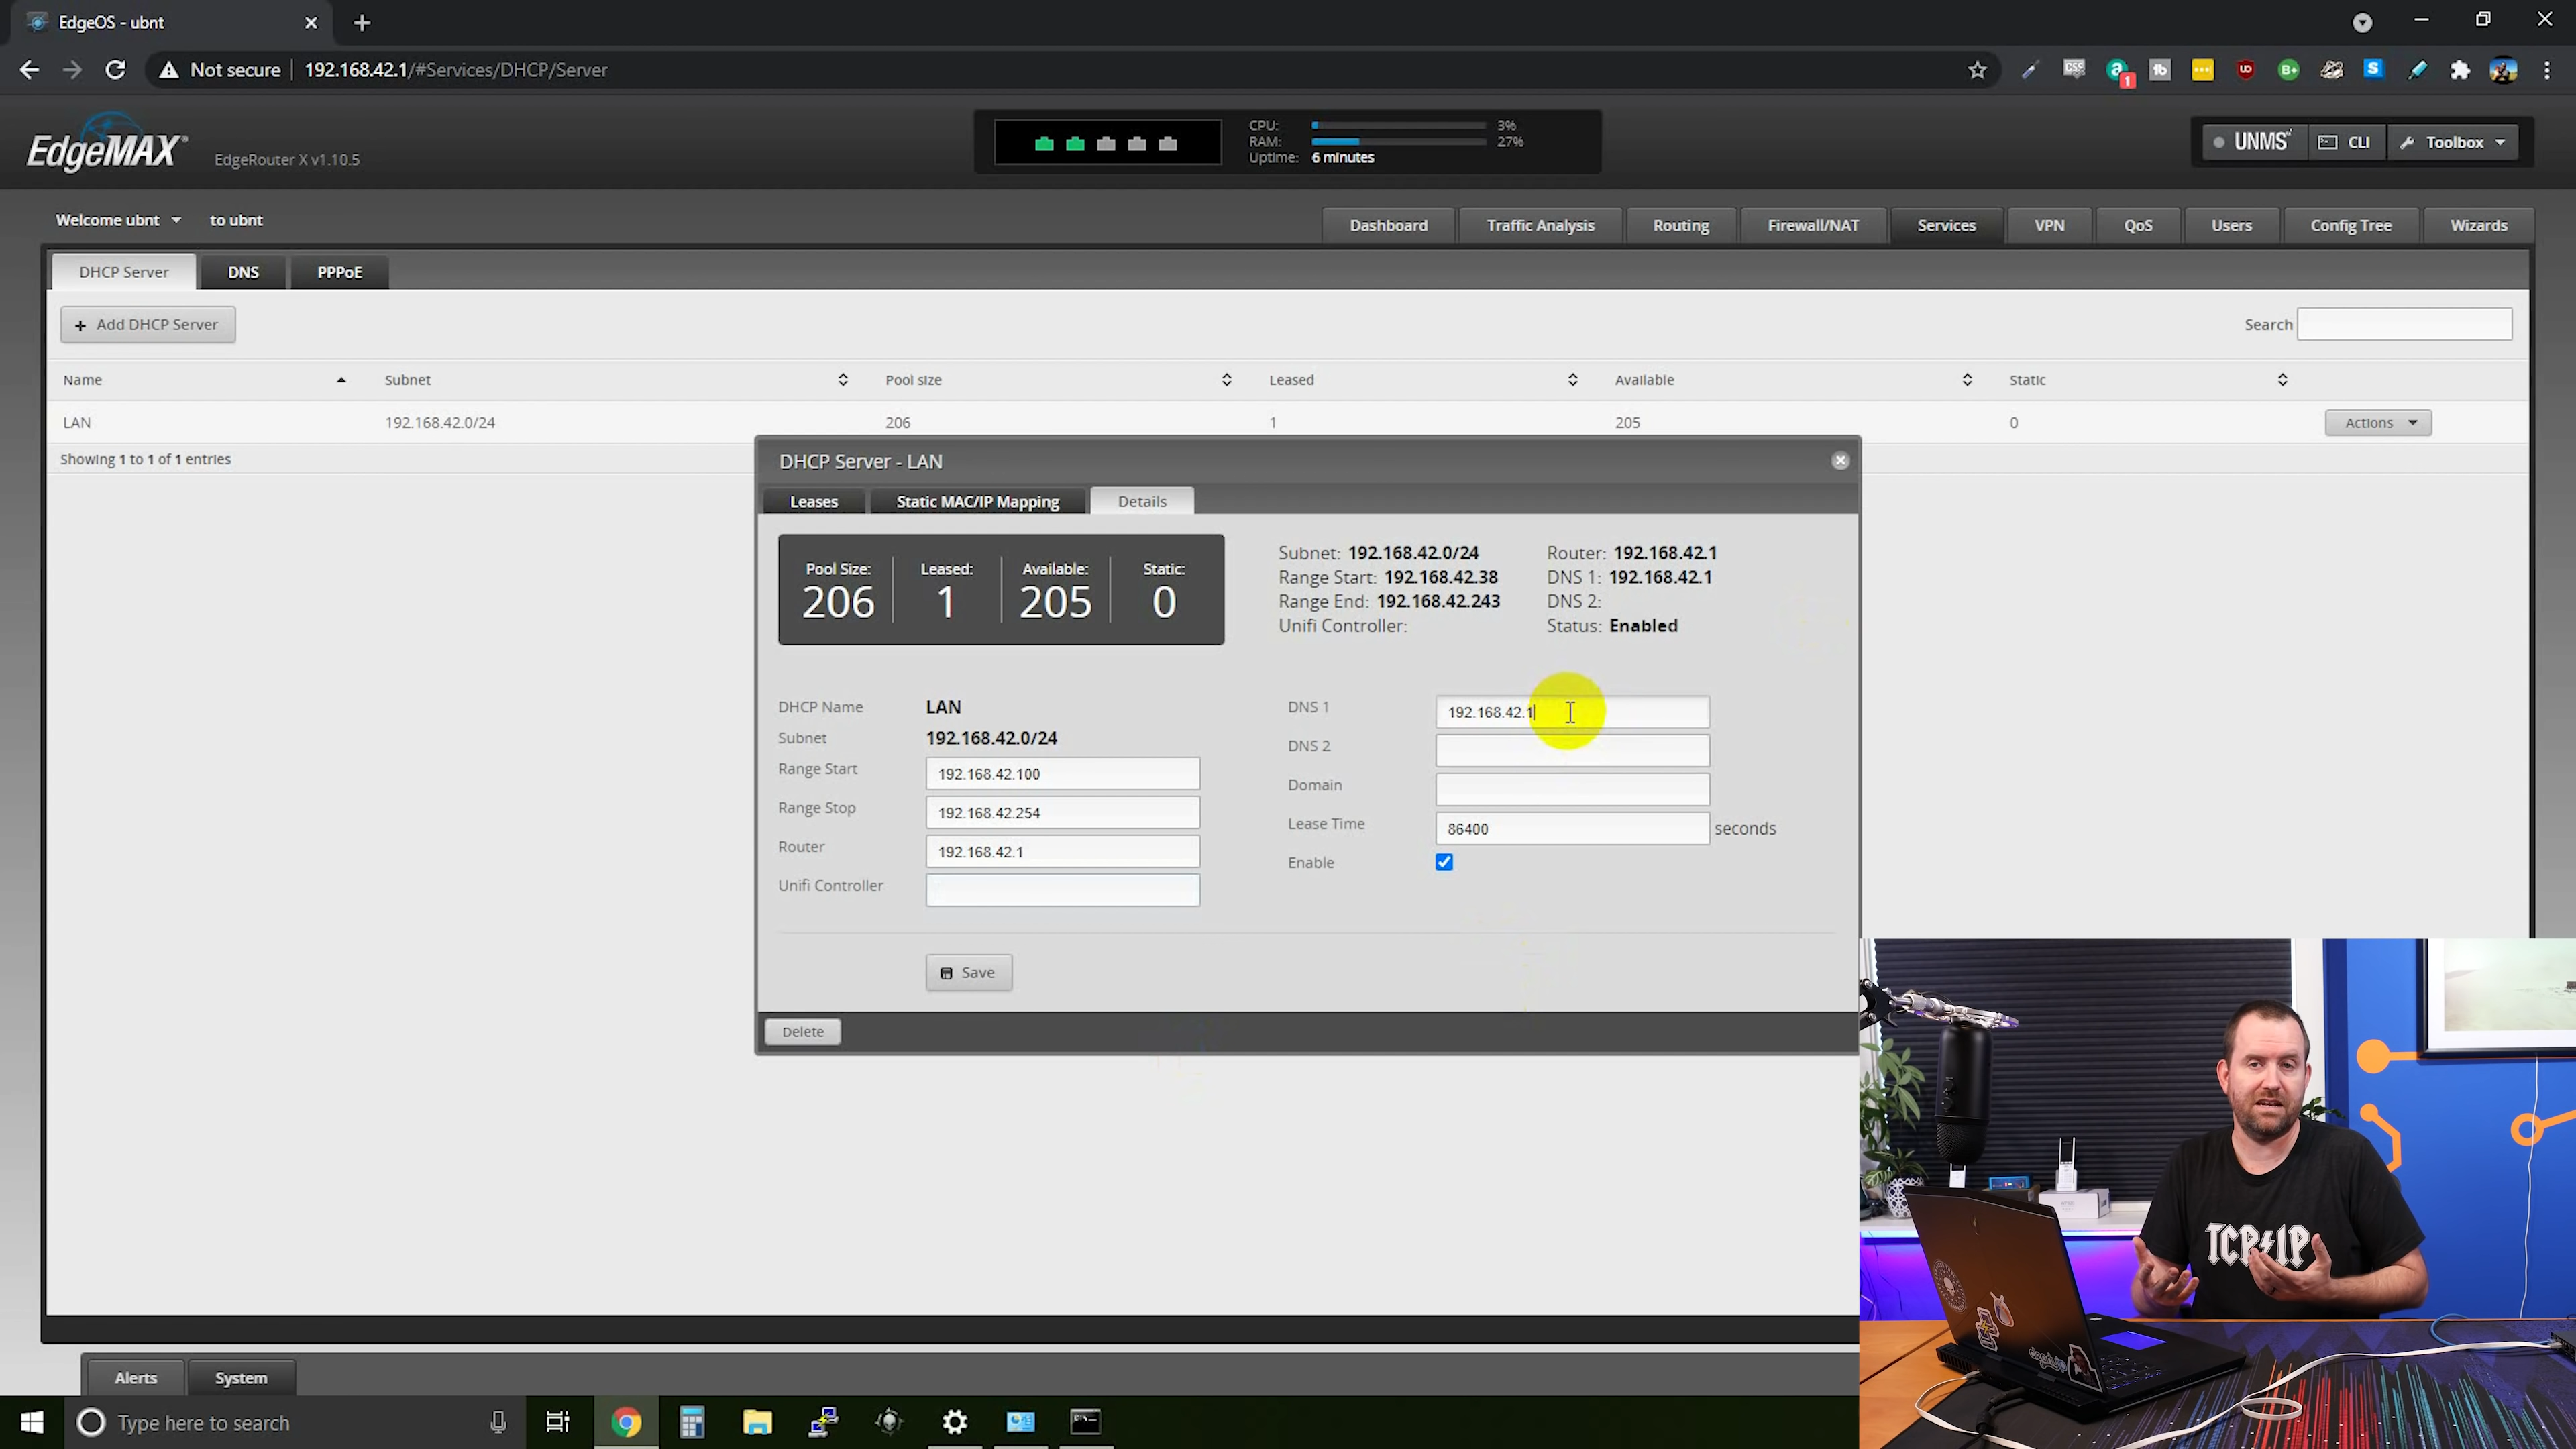 EdgeOS - ubnt
Not secure 192.168.42.1/#Services/DHCP/Server
EdgeMAX® EdgeRouter X v1.10.5
CPU: 3%
RAM: 27%
Uptime: 6 minutes
UNMS CLI Toolbox
Welcome ubnt to ubnt
Dashboard Traffic Analysis Routing Firewall/NAT Services VPN QoS Users Config Tree Wizards
DHCP Server DNS PPPoE
+ Add DHCP Server
Search
Name Subnet Pool size Leased Available Static
LAN 192.168.42.0/24 206 1 205 0 Actions
Showing 1 to 1 of 1 entries
DHCP Server - LAN
Leases Static MAC/IP Mapping Details
Pool Size: Leased: Available: Static:
206 1 205 0
Subnet: 192.168.42.0/24
Range Start: 192.168.42.38
Range End: 192.168.42.243
Unifi Controller:
Router: 192.168.42.1
DNS 1: 192.168.42.1
DNS 2:
Status: Enabled
DHCP Name LAN
Subnet 192.168.42.0/24
Range Start 192.168.42.100
Range Stop 192.168.42.254
Router 192.168.42.1
Unifi Controller
DNS 1 192.168.42.1
DNS 2
Domain
Lease Time 86400 seconds
Enable
Save
Delete
TCP IP
Alerts System
Type here to search